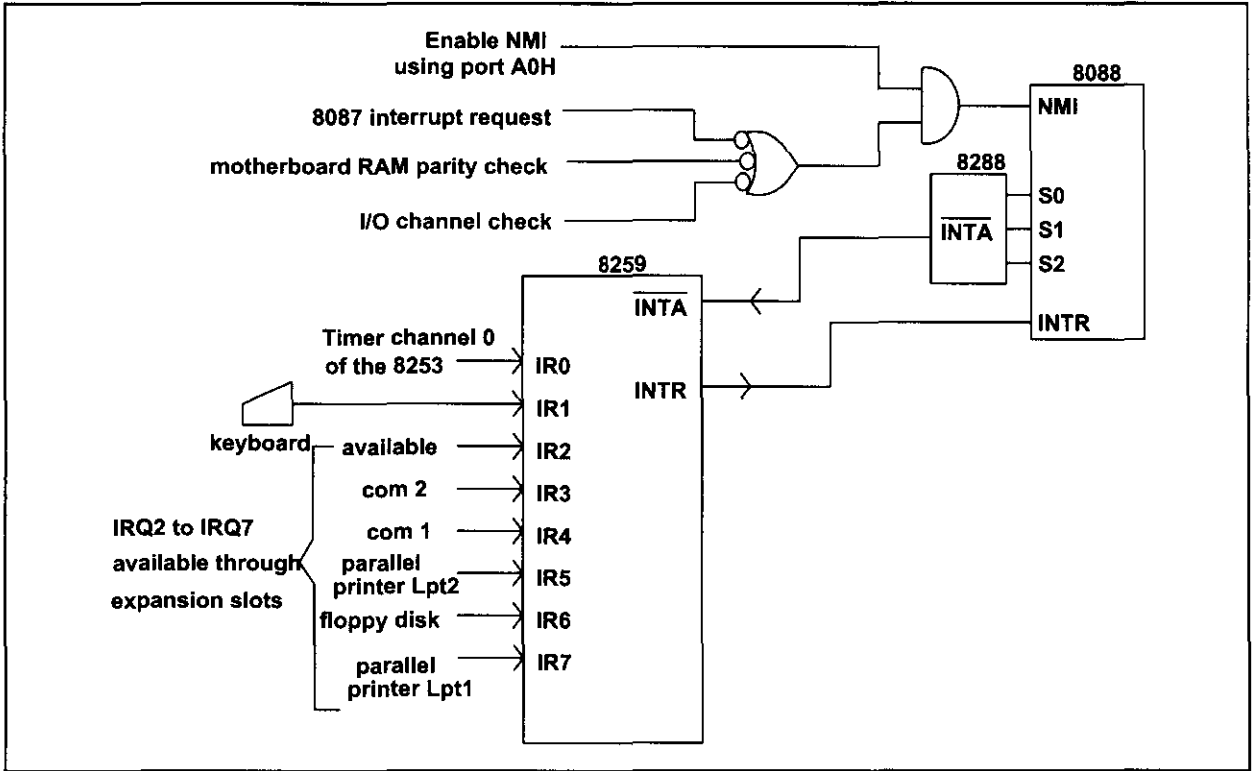 Enable NMI
using port A0H
8087 interrupt request
motherboard RAM parity check
I/O channel check
8088
NMI
S0
S1
S2
INTR
8288
INTA
8259
INTA
INTR
IR0
IR1
IR2
IR3
IR4
IR5
IR6
IR7
Timer channel 0
of the 8253
keyboard
available
com 2
com 1
parallel
printer Lpt2
floppy disk
parallel
printer Lpt1
IRQ2 to IRQ7
available through
expansion slots